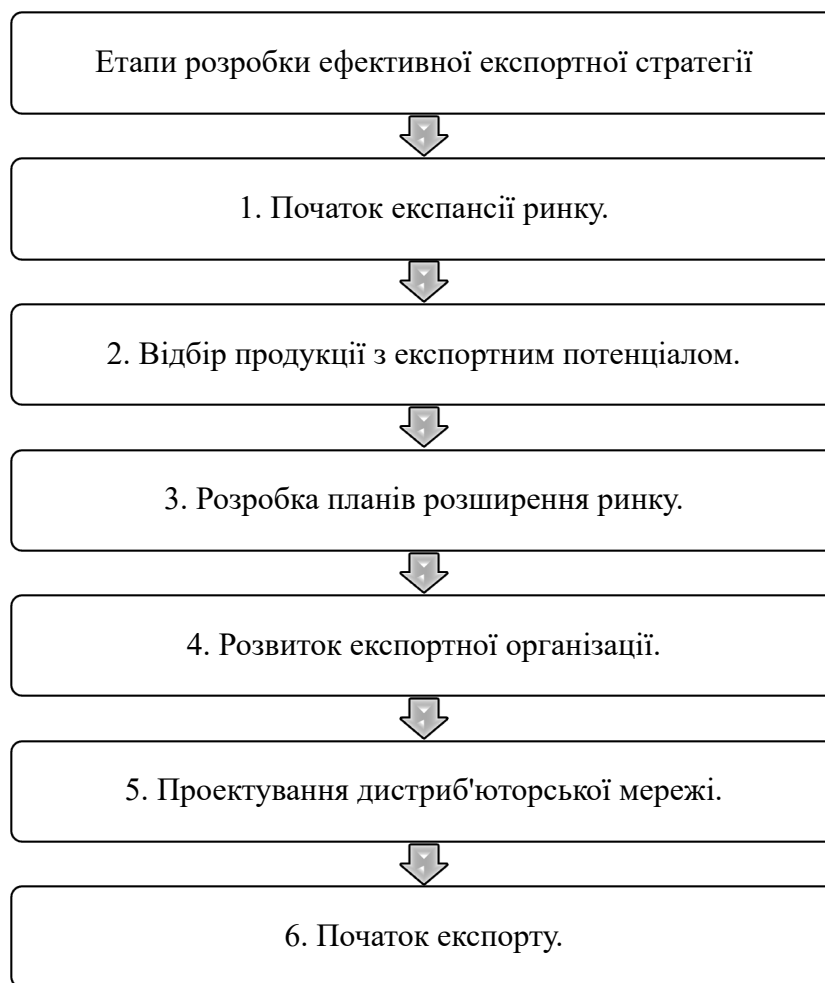 Етапи розробки ефективної експортної стратегії
1. Початок експансії ринку.
2. Відбір продукції з експортним потенціалом.
3. Розробка планів розширення ринку.
4. Розвиток експортної організації.
5. Проектування дистриб'юторської мережі.
6. Початок експорту.